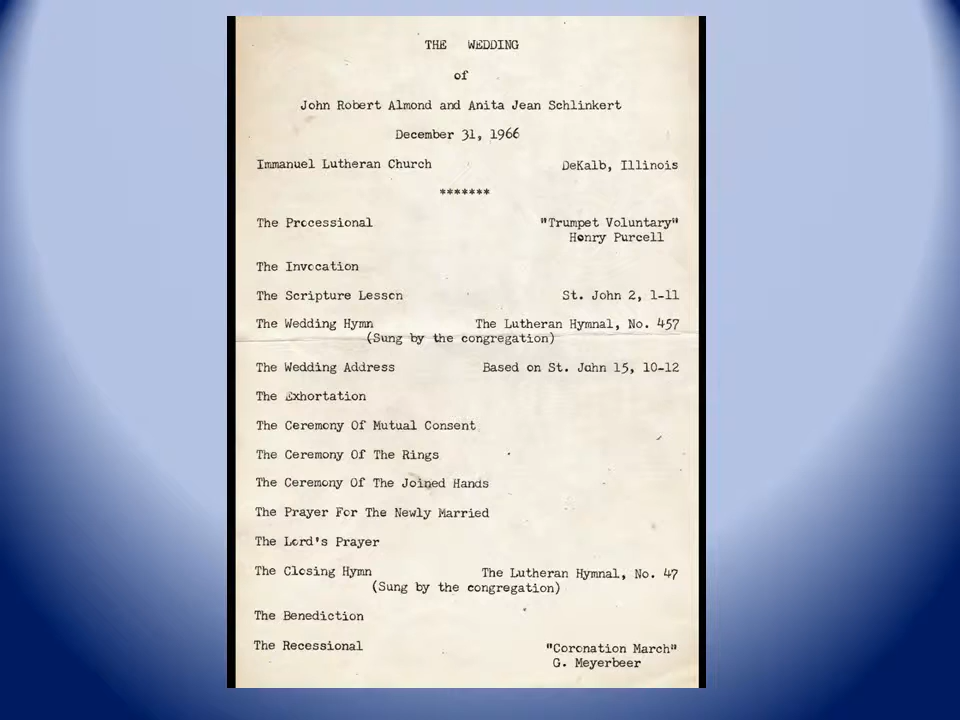 THE WEDDING
of
John Robert Almond and Anita Jean Schlinkert
December 31, 1966
Immanuel Lutheran Church DeKalb, Illinois
*******
The Processional "Trumpet Voluntary"
Henry Purcell
The Invocation
The Scripture Lesson St. John 2, 1-11
The Wedding Hymn The Lutheran Hymnal, No. 457
(Sung by the congregation)
The Wedding Address Based on St. John 15, 10-12
The Exhortation
The Ceremony Of Mutual Consent
The Ceremony Of The Rings
The Ceremony Of The Joined Hands
The Prayer For The Newly Married
The Lord's Prayer
The Closing Hymn The Lutheran Hymnal, No. 47
(Sung by the congregation)
The Benediction
The Recessional "Coronation March"
G. Meyerbeer